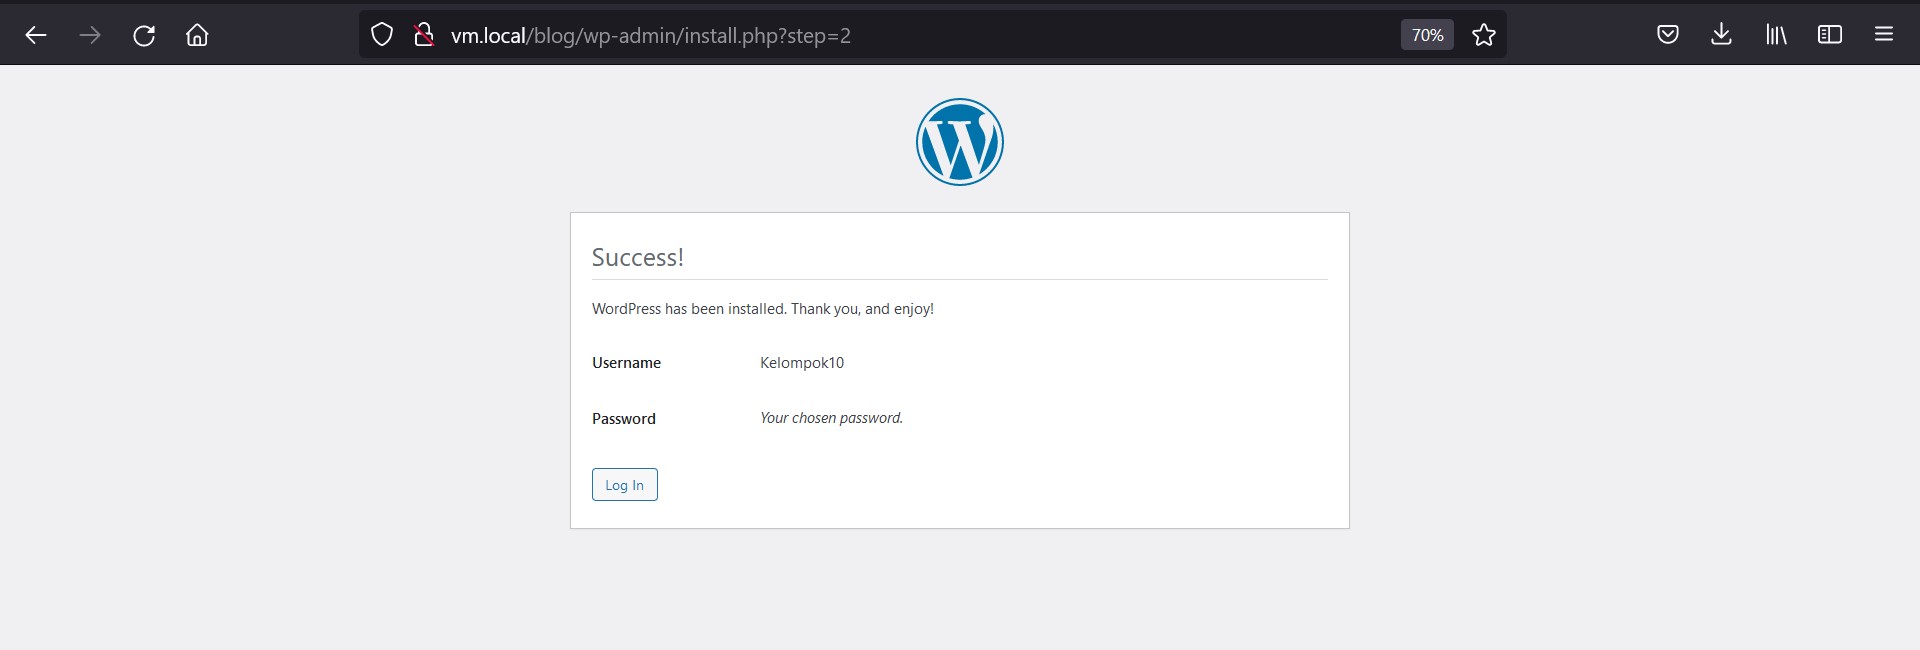 vm.local/blog/wp-admin/install.php?step=2
70%
Success!
WordPress has been installed. Thank you, and enjoy!
Username Kelompok10
Password Your chosen password.
Log In